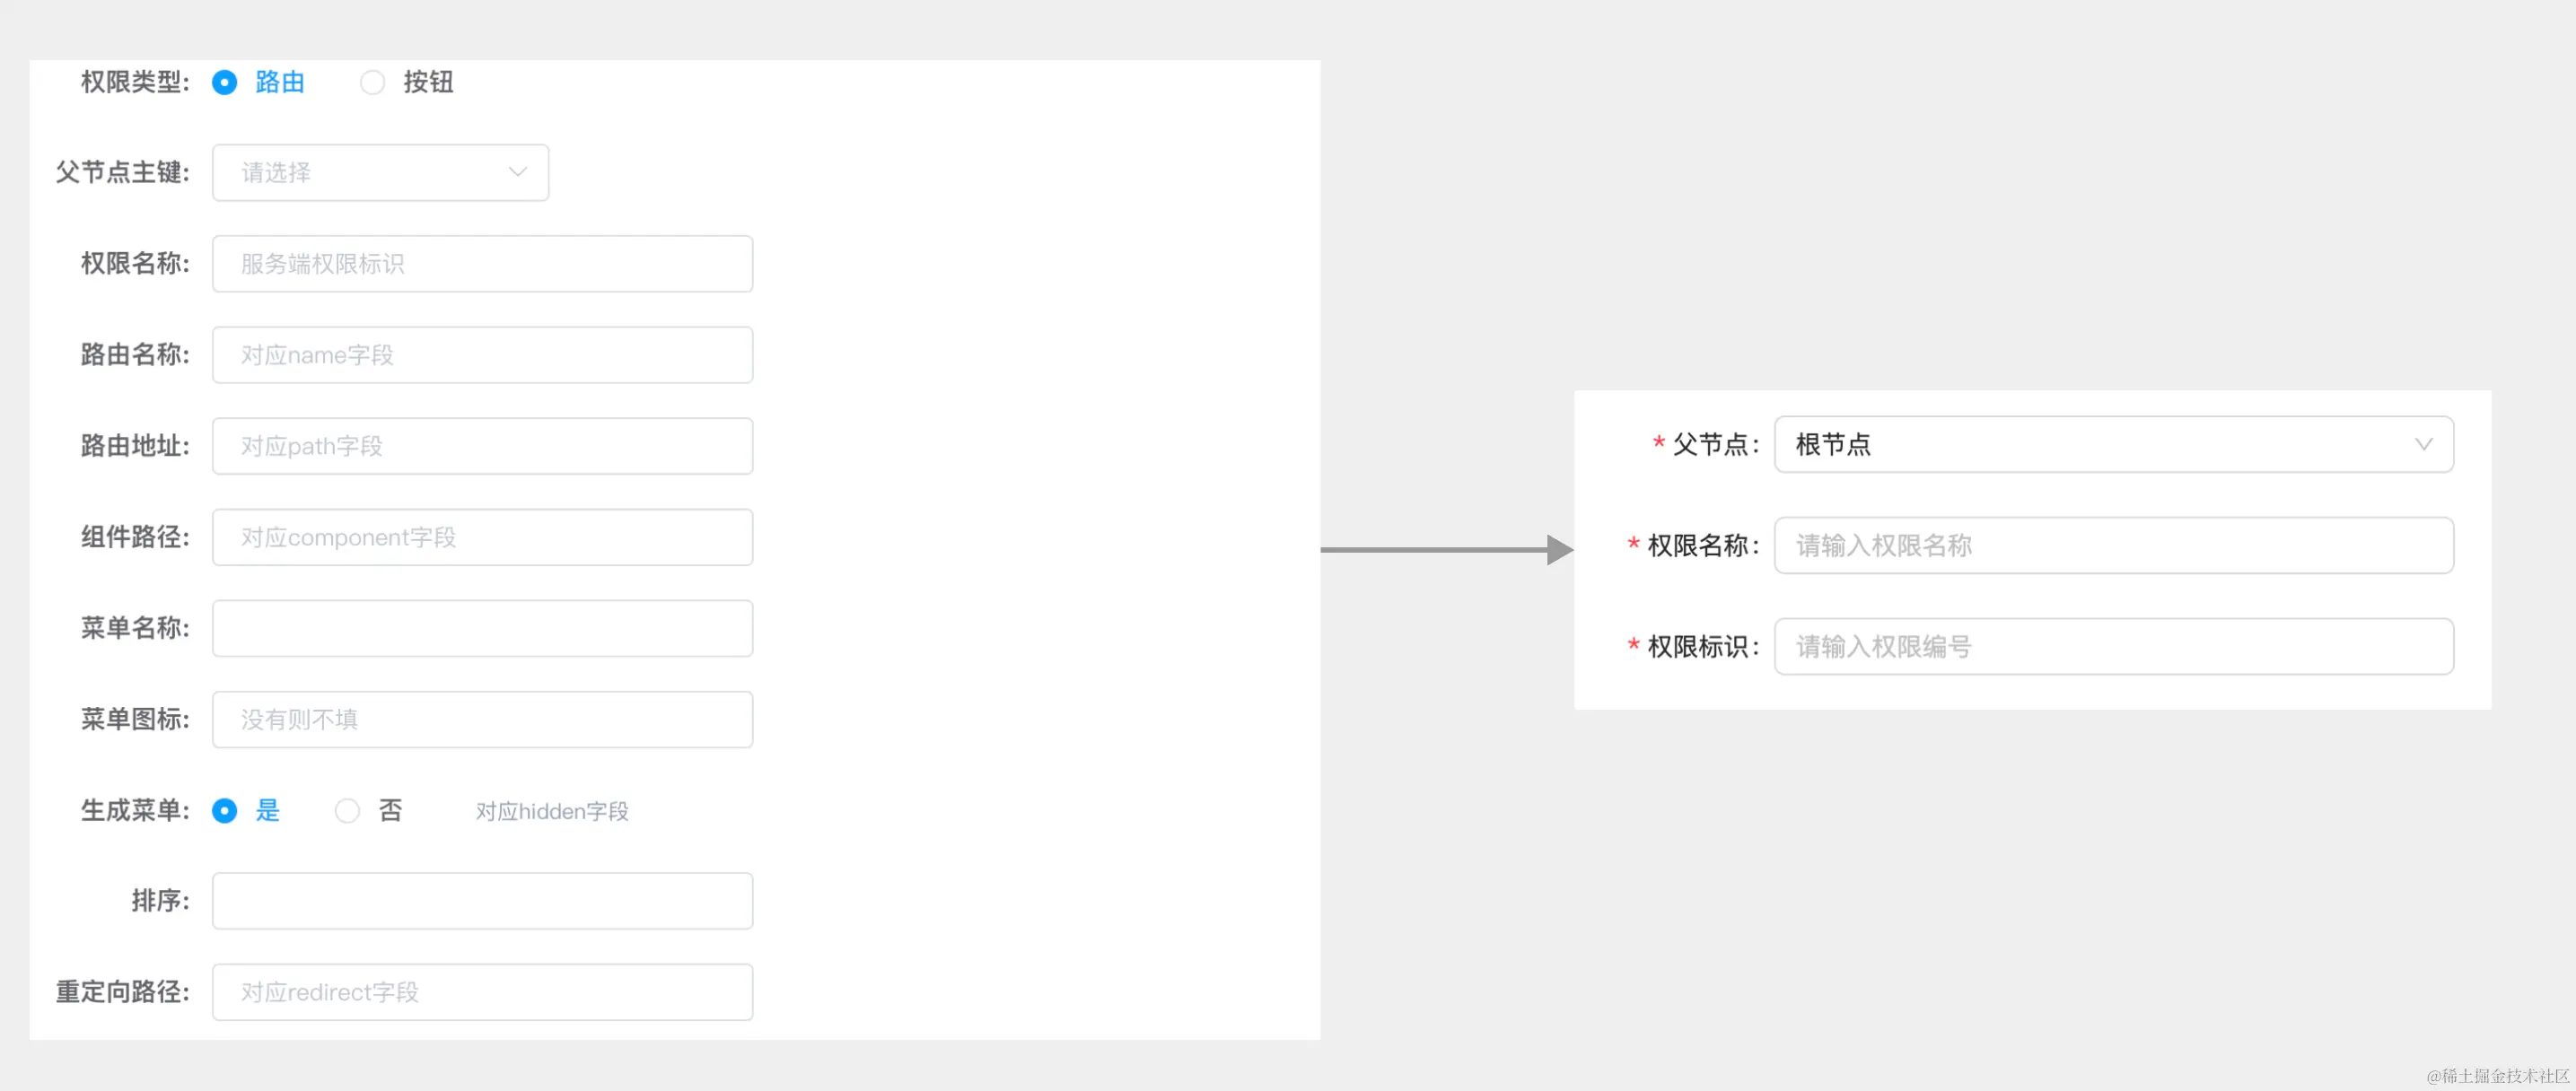 权限类型: 路由 按钮
父节点主键: 请选择
权限名称: 服务端权限标识
路由名称: 对应name字段
路由地址: 对应path字段
组件路径: 对应component字段
菜单名称:
菜单图标: 没有则不填
生成菜单: 是 否 对应hidden字段
排序:
重定向路径: 对应redirect字段
* 父节点: 根节点
* 权限名称: 请输入权限名称
* 权限标识: 请输入权限编号
@稀土掘金技术社区